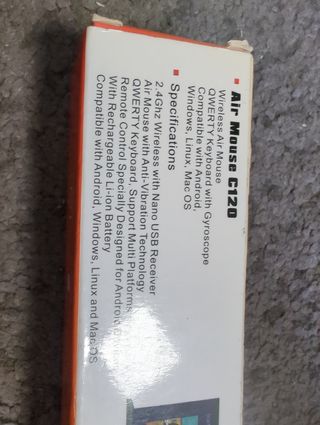 Air Mouse C120
Wireless Air Mouse
QWERTY Keyboard with Gyroscope
Compatible with Android,
Windows, Linux, Mac OS
Specifications
2.4Ghz Wireless with Nano USB Receiver
Air Mouse with Anti-Vibration Technology
QWERTY Keyboard, Support Multi Platforms
Remote Control Specially Designed for Android
With Rechargeable Li-ion Battery
Compatible with Android, Windows, Linux and Mac OS